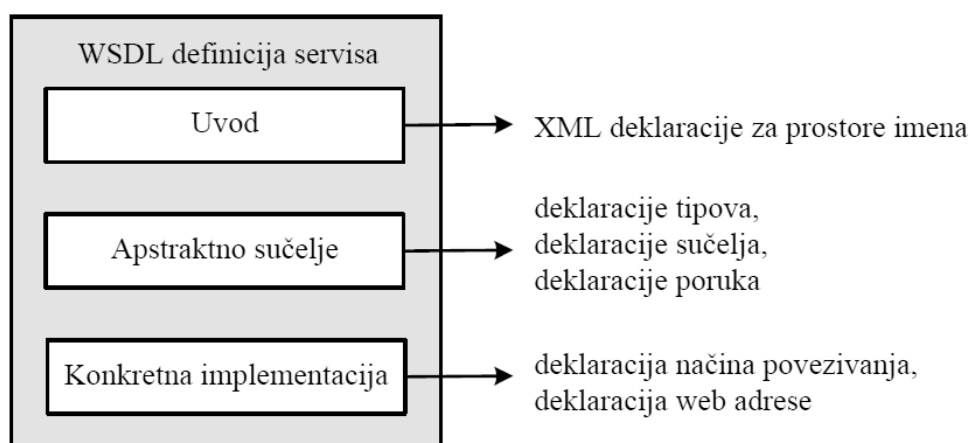 WSDL definicija servisa
Uvod
XML deklaracije za prostore imena
Apstraktno sučelje
deklaracije tipova,
deklaracije sučelja,
deklaracije poruka
Konkretna implementacija
deklaracija načina povezivanja,
deklaracija web adrese